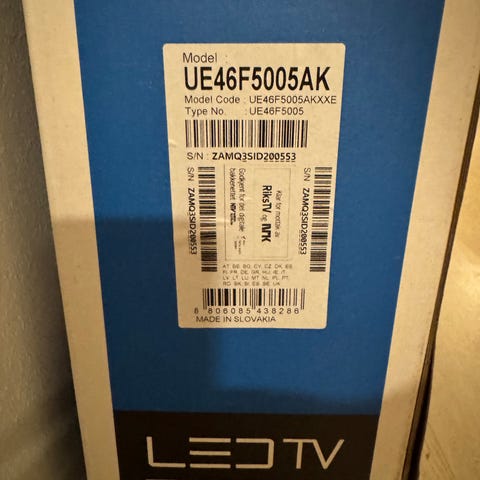 Model :
UE46F5005AK
Model Code : UE46F5005AKXXE
Type No. : UE46F5005
S/N : ZAMQ3SID200553
S/N : ZAMQ3SID200553
Godkjent for det digitale
bakkenettet.
Klar for mottak av
RiksTV og NRK
S/N : ZAMQ3SID200553
AT, BE, BG, CY, CZ, DK, EE,
FI, FR, DE, GR, HU, IE, IT,
LV, LT, LU, MT, NL, PL, PT,
RO, SK, SI, ES, SE, UK
8 806085 438286
MADE IN SLOVAKIA
LED TV